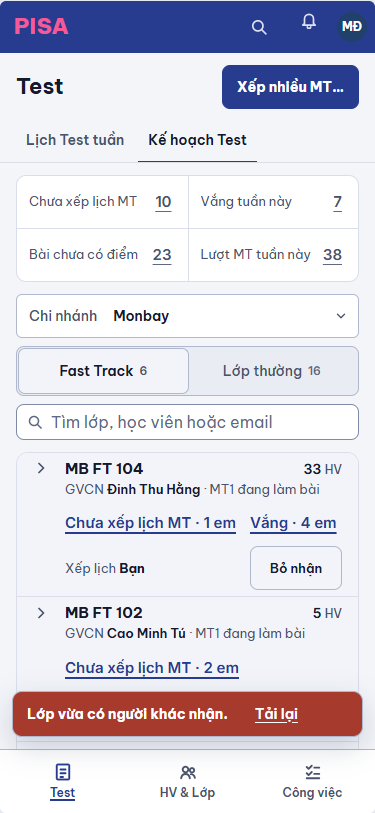 PISA
MĐ
Test
Xếp nhiều MT...
Lịch Test tuần
Kế hoạch Test
Chưa xếp lịch MT 10
Vắng tuần này 7
Bài chưa có điểm 23
Lượt MT tuần này 38
Chi nhánh Monbay
Fast Track 6
Lớp thường 16
Tìm lớp, học viên hoặc email
MB FT 104 33 HV
GVCN Đinh Thu Hằng · MT1 đang làm bài
Chưa xếp lịch MT · 1 em Vắng · 4 em
Xếp lịch Bạn Bỏ nhận
MB FT 102 5 HV
GVCN Cao Minh Tú · MT1 đang làm bài
Chưa xếp lịch MT · 2 em
Lớp vừa có người khác nhận. Tải lại
Test
HV & Lớp
Công việc